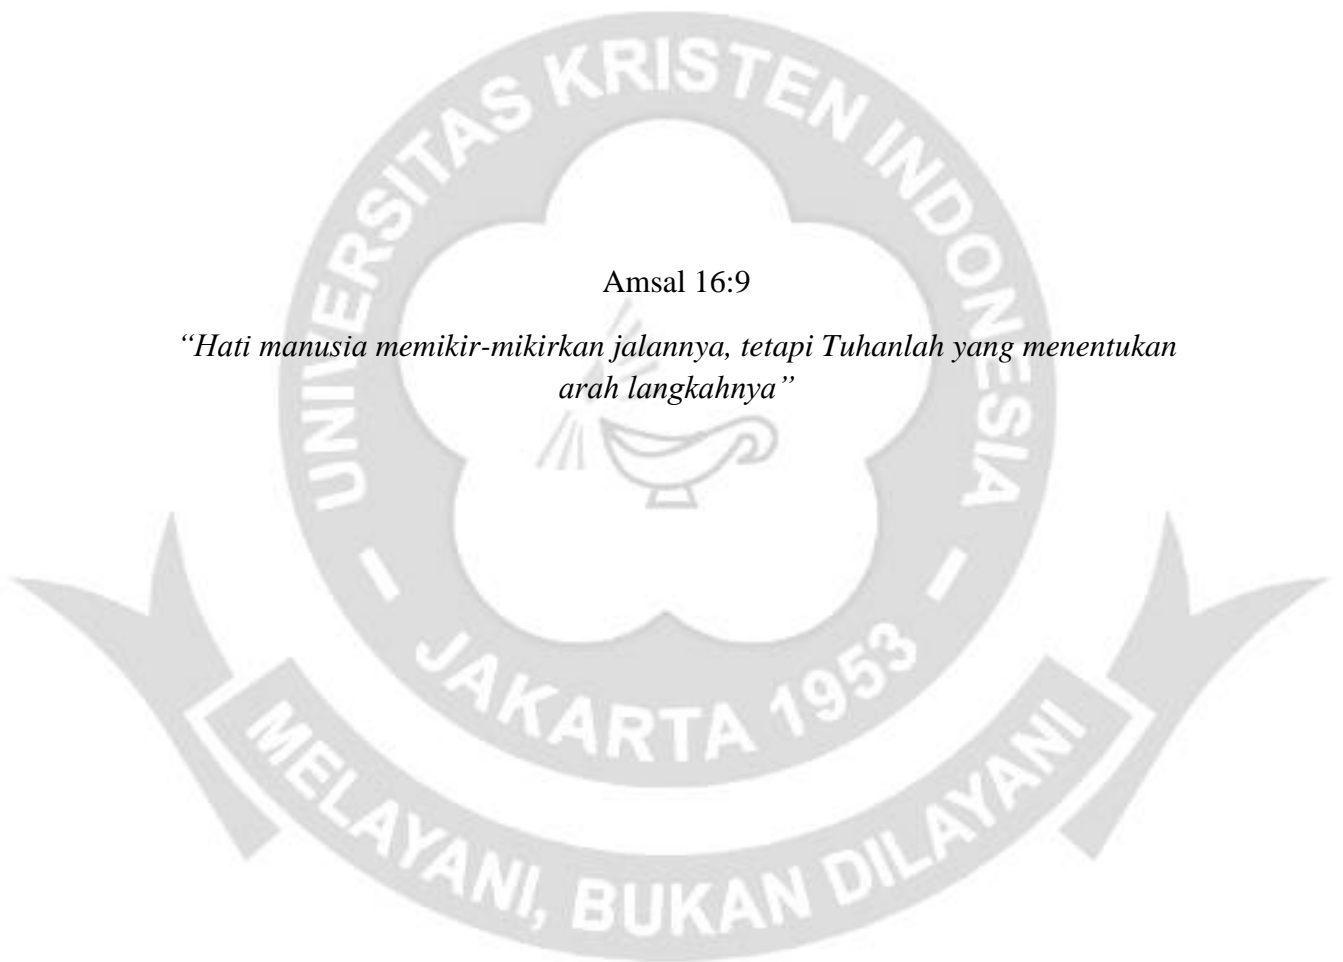 UNIVERSITAS KRISTEN INDONESIA
Amsal 16:9
“Hati manusia memikir-mikirkan jalannya, tetapi Tuhanlah yang menentukan
arah langkahnya”
- JAKARTA 1953 -
MELAYANI, BUKAN DILAYANI